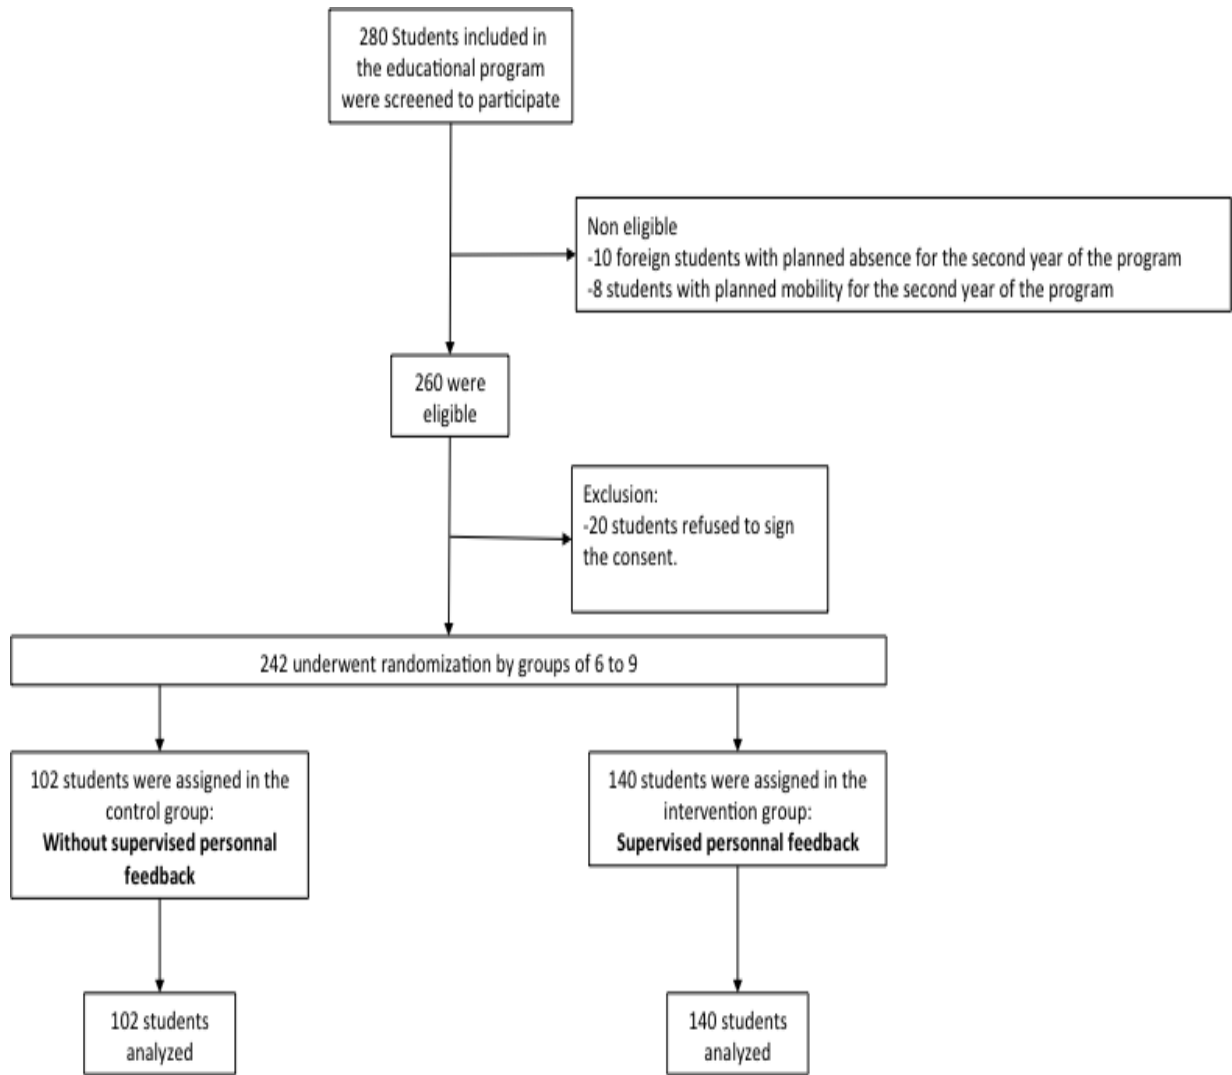 280 Students included in
the educational program
were screened to participate
Non eligible
-10 foreign students with planned absence for the second year of the program
-8 students with planned mobility for the second year of the program
260 were
eligible
Exclusion:
-20 students refused to sign
the consent.
242 underwent randomization by groups of 6 to 9
102 students were assigned in the
control group:
Without supervised personnal
feedback
140 students were assigned in the
intervention group:
Supervised personnal feedback
102 students
analyzed
140 students
analyzed